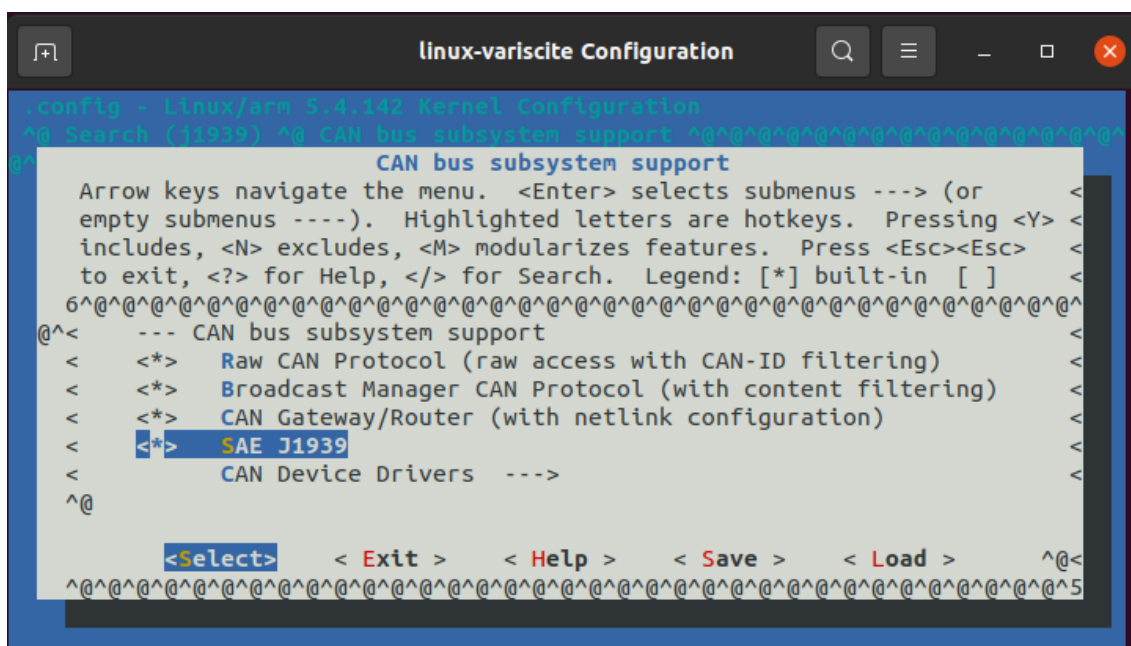 linux-variscite Configuration
.config - Linux/arm 5.4.142 Kernel Configuration
^@ Search (j1939) ^@ CAN bus subsystem support ^@^@^@^@^@^@^@^@^@^@^@^@^@^@^
@^
CAN bus subsystem support
Arrow keys navigate the menu.  <Enter> selects submenus ---> (or <
empty submenus ----).  Highlighted letters are hotkeys.  Pressing <Y> <
includes, <N> excludes, <M> modularizes features.  Press <Esc><Esc> <
to exit, <?> for Help, </> for Search.  Legend: [*] built-in  [ ] <
6^@^@^@^@^@^@^@^@^@^@^@^@^@^@^@^@^@^@^@^@^@^@^@^@^@^@^@^@^@^@^@^@^@^@^@^
@^< --- CAN bus subsystem support <
< <*> Raw CAN Protocol (raw access with CAN-ID filtering) <
< <*> Broadcast Manager CAN Protocol (with content filtering) <
< <*> CAN Gateway/Router (with netlink configuration) <
< <*> SAE J1939 <
< CAN Device Drivers  ---> <
^@
<Select> < Exit > < Help > < Save > < Load > ^@<
^@^@^@^@^@^@^@^@^@^@^@^@^@^@^@^@^@^@^@^@^@^@^@^@^@^@^@^@^@^@^@^@^@^@^@^5